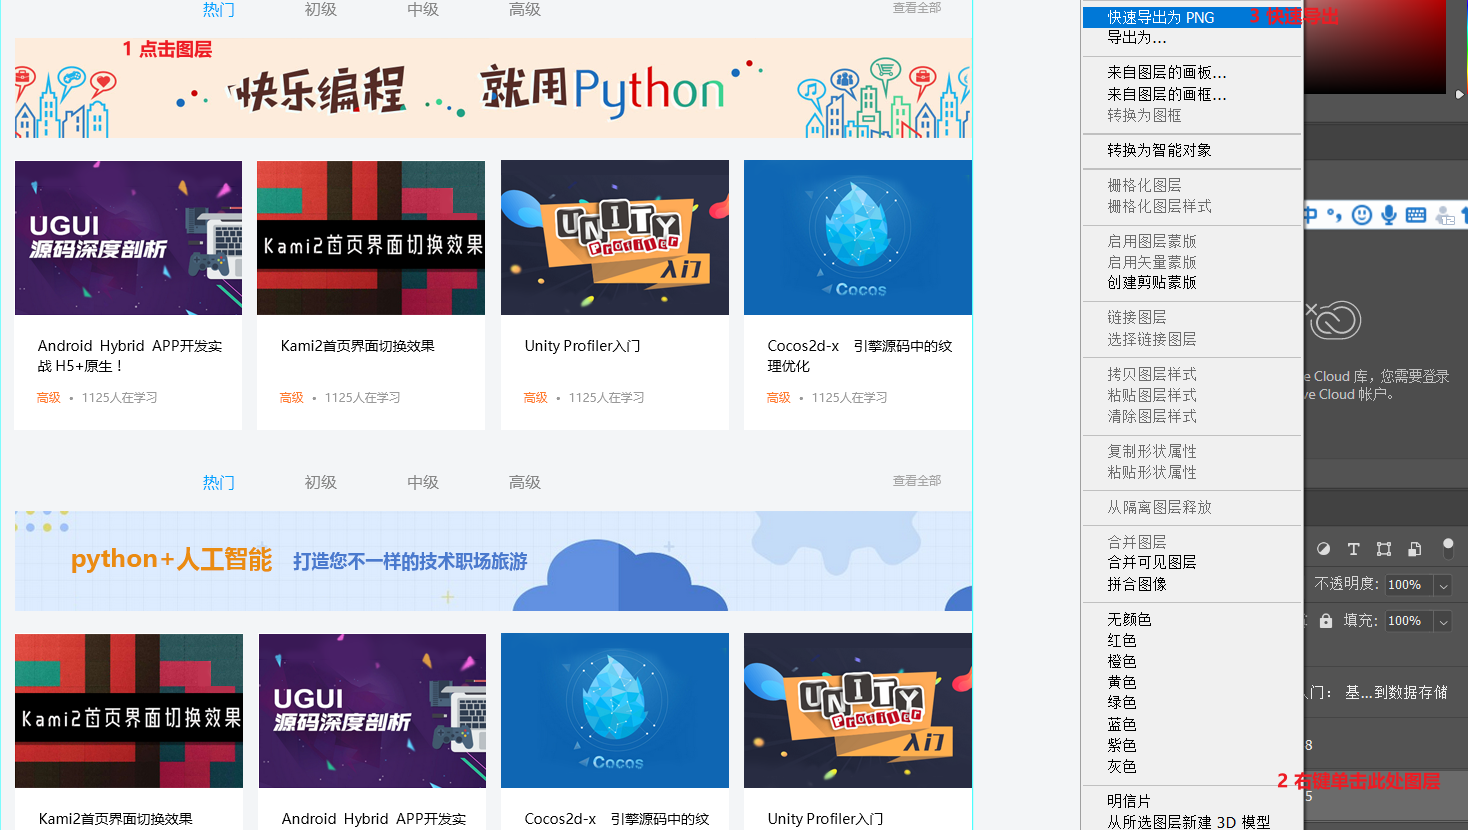 热门 初级 中级 高级 查看全部
1 点击图层
快乐编程 就用Python
UGUI
源码深度剖析
Kami2首页界面切换效果
UNITY
Profiler
入门
Cocos
Android Hybrid APP开发实
战 H5+原生！
高级 • 1125人在学习
Kami2首页界面切换效果
高级 • 1125人在学习
Unity Profiler入门
高级 • 1125人在学习
Cocos2d-x 引擎源码中的纹
理优化
高级 • 1125人在学习
热门 初级 中级 高级 查看全部
python+人工智能 打造您不一样的技术职场旅游
Kami2首页界面切换效果
UGUI
源码深度剖析
Cocos
UNITY
Profiler
入门
Kami2首页界面切换效果
Android Hybrid APP开发实
Cocos2d-x 引擎源码中的纹
Unity Profiler入门
快速导出为 PNG
3 快速导出
导出为...
来自图层的画板...
来自图层的画框...
转换为图框
转换为智能对象
栅格化图层
栅格化图层样式
启用图层蒙版
启用矢量蒙版
创建剪贴蒙版
链接图层
选择链接图层
拷贝图层样式
粘贴图层样式
清除图层样式
复制形状属性
粘贴形状属性
从隔离图层释放
合并图层
合并可见图层
拼合图像
无颜色
红色
橙色
黄色
绿色
蓝色
紫色
灰色
明信片
从所选图层新建 3D 模型
中
e Cloud 库，您需要登录
ve Cloud 帐户。
不透明度: 100%
填充: 100%
入门： 基...到数据存储
8
2 右键单击此处图层
5